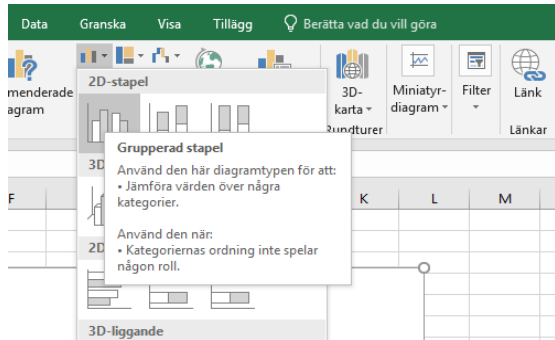 Data Granska Visa Tillägg Berätta vad du vill göra
menderade
agram
2D-stapel
3D-
karta
Miniatyr-
diagram
Filter
Länk
Rundturer
Länkar
Grupperad stapel
Använd den här diagramtypen för att:
• Jämföra värden över några
kategorier.
Använd den när:
• Kategoriernas ordning inte spelar
någon roll.
3D
2D
F K L M
3D-liggande